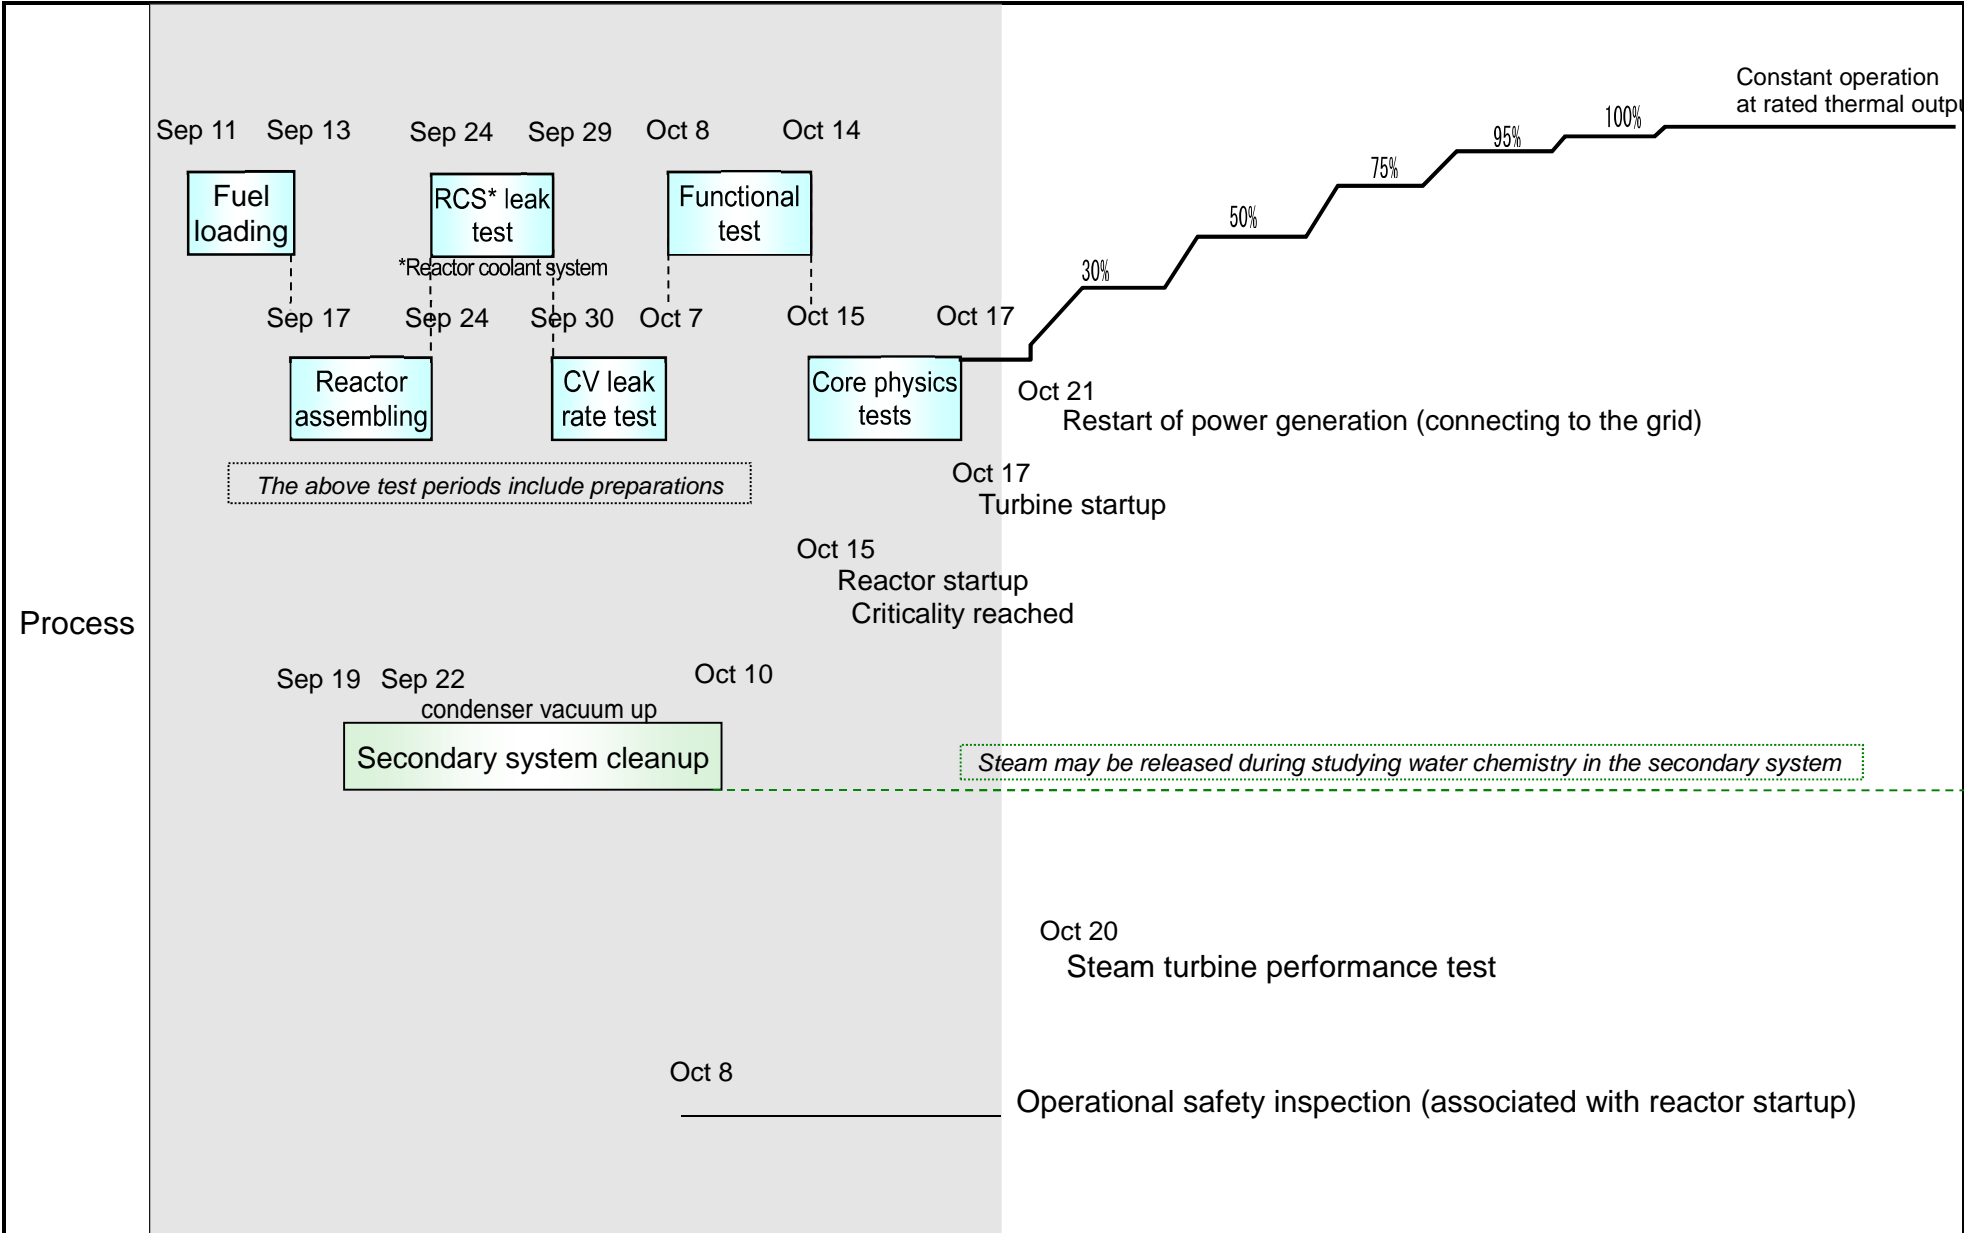 Constant operation
at rated thermal outpu
100%
95%
75%
50%
30%
Sep 11 Sep 13 Sep 24 Sep 29 Oct 8 Oct 14
Fuel
loading
RCS* leak
test
Functional
test
*Reactor coolant system
Sep 17 Sep 24 Sep 30 Oct 7 Oct 15 Oct 17
Reactor
assembling
CV leak
rate test
Core physics
tests
Oct 21
Restart of power generation (connecting to the grid)
The above test periods include preparations
Oct 17
Turbine startup
Oct 15
Reactor startup
Criticality reached
Process
Sep 19 Sep 22 Oct 10
condenser vacuum up
Secondary system cleanup
Steam may be released during studying water chemistry in the secondary system
Oct 20
Steam turbine performance test
Oct 8
Operational safety inspection (associated with reactor startup)